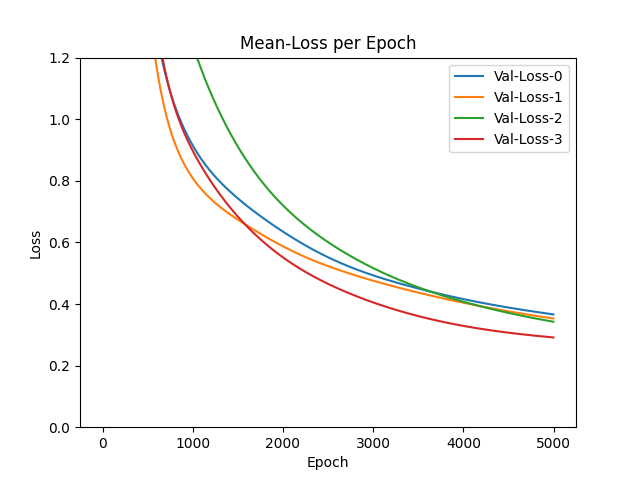 Mean-Loss per Epoch
Val-Loss-0
Val-Loss-1
Val-Loss-2
Val-Loss-3
Loss
1.2
1.0
0.8
0.6
0.4
0.2
0.0
0 1000 2000 3000 4000 5000
Epoch